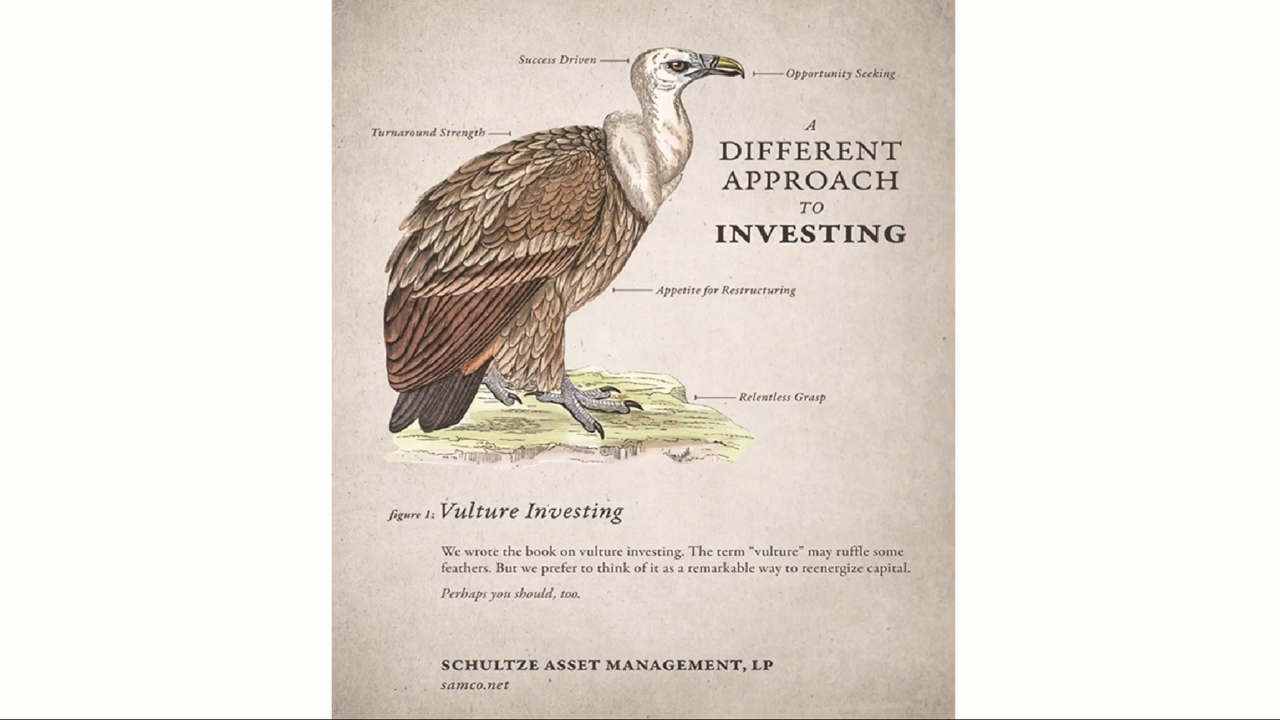 Success Driven
Opportunity Seeking
Turnaround Strength
A
DIFFERENT
APPROACH
TO
INVESTING
Appetite for Restructuring
Relentless Grasp
figure 1: Vulture Investing
We wrote the book on vulture investing. The term “vulture” may ruffle some
feathers. But we prefer to think of it as a remarkable way to reenergize capital.
Perhaps you should, too.
SCHULTZE ASSET MANAGEMENT, LP
samco.net